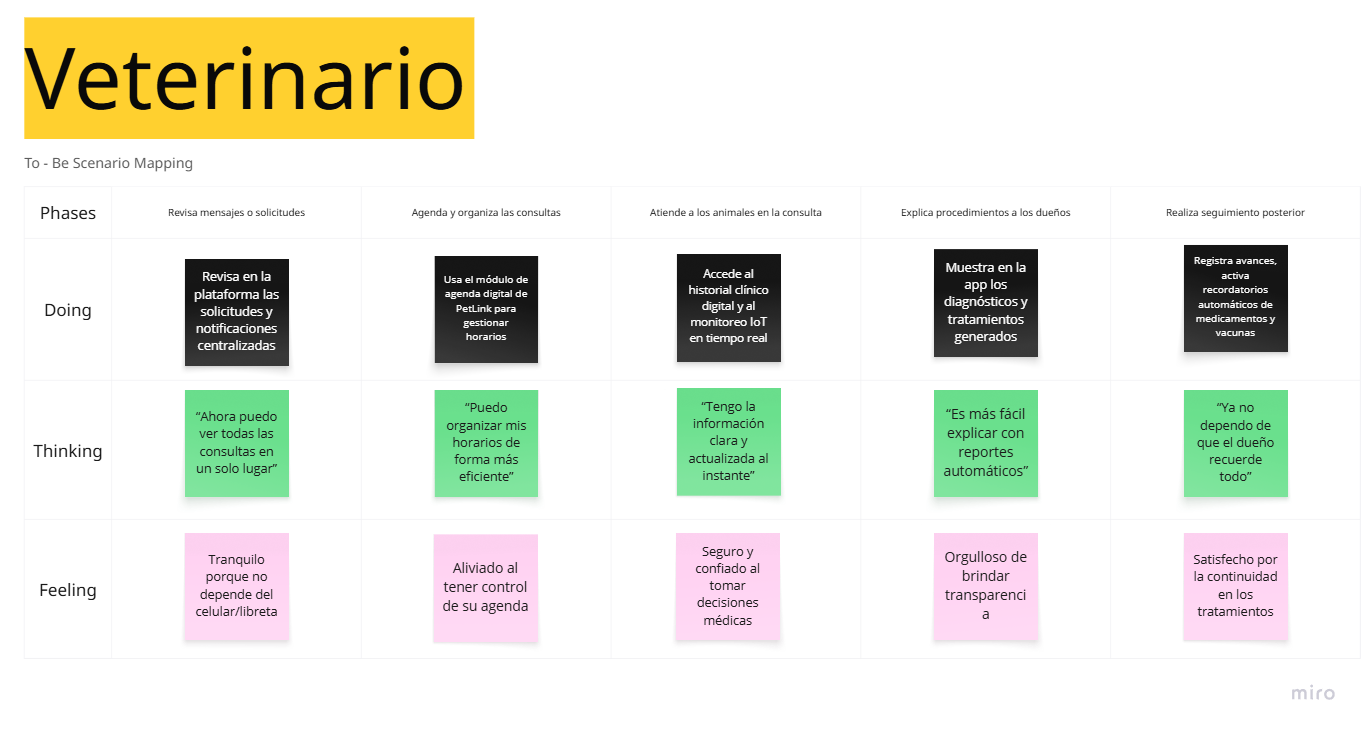 Veterinario
To - Be Scenario Mapping
Phases
Revisa mensajes o solicitudes
Agenda y organiza las consultas
Atiende a los animales en la consulta
Explica procedimientos a los dueños
Realiza seguimiento posterior
Doing
Revisa en la
plataforma las
solicitudes y
notificaciones
centralizadas
Usa el módulo de
agenda digital de
PetLink para
gestionar
horarios
Accede al
historial clínico
digital y al
monitoreo IoT
en tiempo real
Muestra en la
app los
diagnósticos y
tratamientos
generados
Registra avances,
activa
recordatorios
automáticos de
medicamentos y
vacunas
Thinking
“Ahora puedo
ver todas las
consultas en
un solo lugar”
“Puedo
organizar mis
horarios de
forma más
eficiente”
“Tengo la
información
clara y
actualizada al
instante”
“Es más fácil
explicar con
reportes
automáticos”
“Ya no
dependo de
que el dueño
recuerde
todo”
Feeling
Tranquilo
porque no
depende del
celular/libreta
Aliviado al
tener control
de su agenda
Seguro y
confiado al
tomar
decisiones
médicas
Orgulloso de
brindar
transparenci
a
Satisfecho por
la continuidad
en los
tratamientos
miro